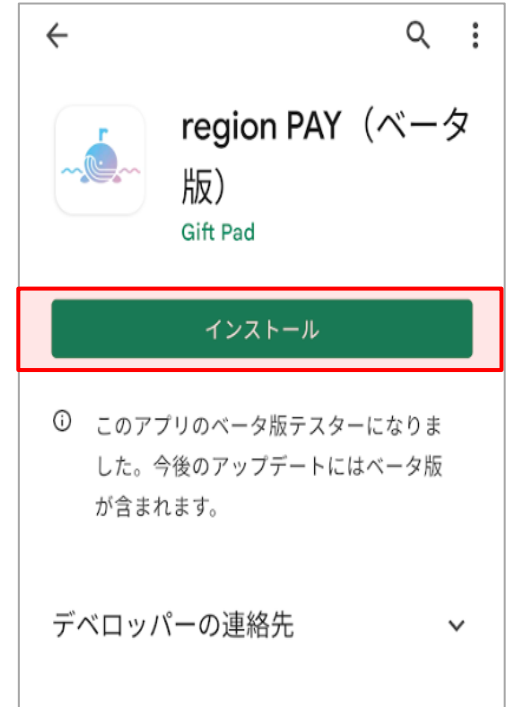 region PAY（ベータ
版）
Gift Pad
インストール
このアプリのベータ版テスターになりま
した。今後のアップデートにはベータ版
が含まれます。
デベロッパーの連絡先